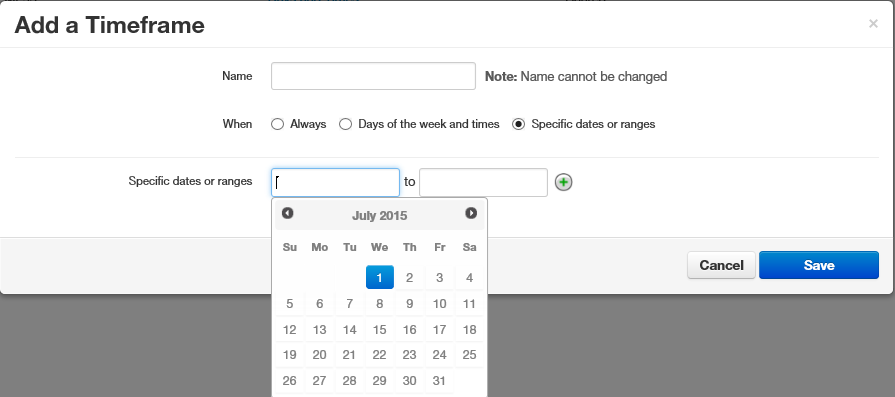 Add a Timeframe ×
Name Note: Name cannot be changed
When Always Days of the week and times Specific dates or ranges
Specific dates or ranges to
July 2015
Su Mo Tu We Th Fr Sa
1 2 3 4
5 6 7 8 9 10 11
12 13 14 15 16 17 18
19 20 21 22 23 24 25
26 27 28 29 30 31
Cancel Save